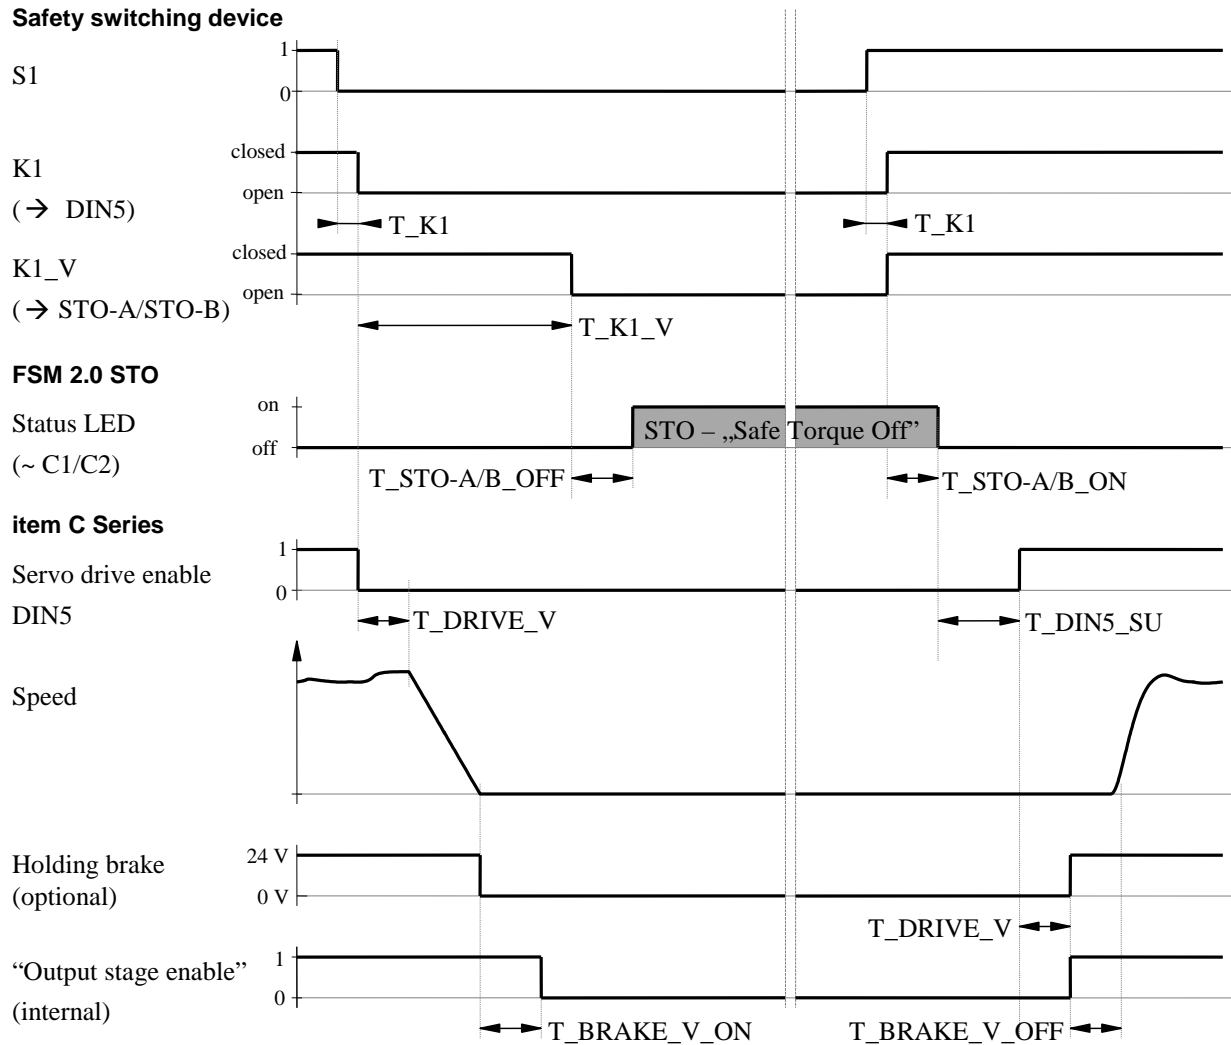 Safety switching device
S1
1
0
K1
(→ DIN5)
closed
open
T_K1
T_K1
K1_V
(→ STO-A/STO-B)
closed
open
T_K1_V
FSM 2.0 STO
Status LED
(~ C1/C2)
on
off
STO – „Safe Torque Off”
T_STO-A/B_OFF
T_STO-A/B_ON
item C Series
Servo drive enable
DIN5
1
0
T_DRIVE_V
T_DIN5_SU
Speed
Holding brake
(optional)
24 V
0 V
T_DRIVE_V
“Output stage enable”
(internal)
1
0
T_BRAKE_V_ON
T_BRAKE_V_OFF